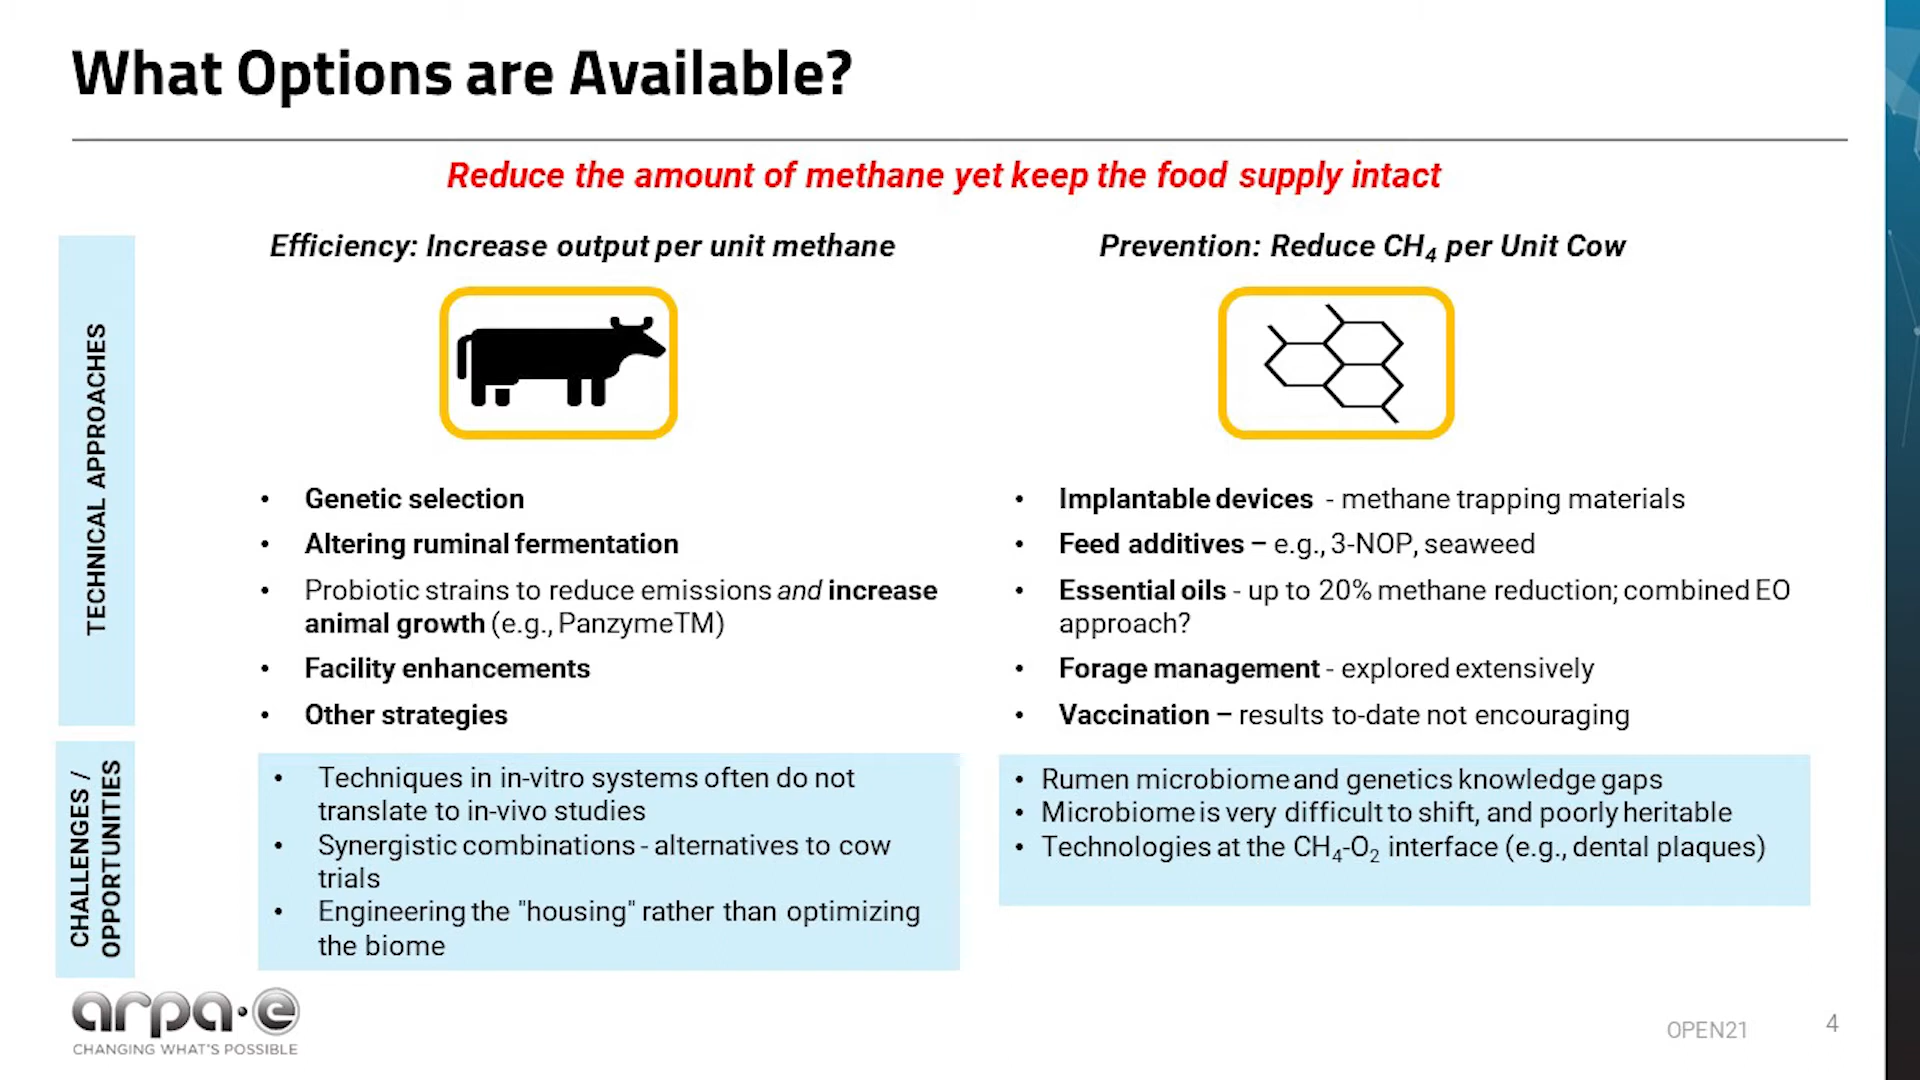 What Options are Available?
Reduce the amount of methane yet keep the food supply intact
TECHNICAL APPROACHES
Efficiency: Increase output per unit methane
• Genetic selection
• Altering ruminal fermentation
• Probiotic strains to reduce emissions and increase
animal growth (e.g., PanzymeTM)
• Facility enhancements
• Other strategies
Prevention: Reduce CH₄ per Unit Cow
• Implantable devices - methane trapping materials
• Feed additives – e.g., 3-NOP, seaweed
• Essential oils - up to 20% methane reduction; combined EO
approach?
• Forage management - explored extensively
• Vaccination – results to-date not encouraging
CHALLENGES /
OPPORTUNITIES
• Techniques in in-vitro systems often do not
translate to in-vivo studies
• Synergistic combinations - alternatives to cow
trials
• Engineering the "housing" rather than optimizing
the biome
• Rumen microbiome and genetics knowledge gaps
• Microbiome is very difficult to shift, and poorly heritable
• Technologies at the CH₄-O₂ interface (e.g., dental plaques)
arpa·e
CHANGING WHAT'S POSSIBLE
OPEN21
4